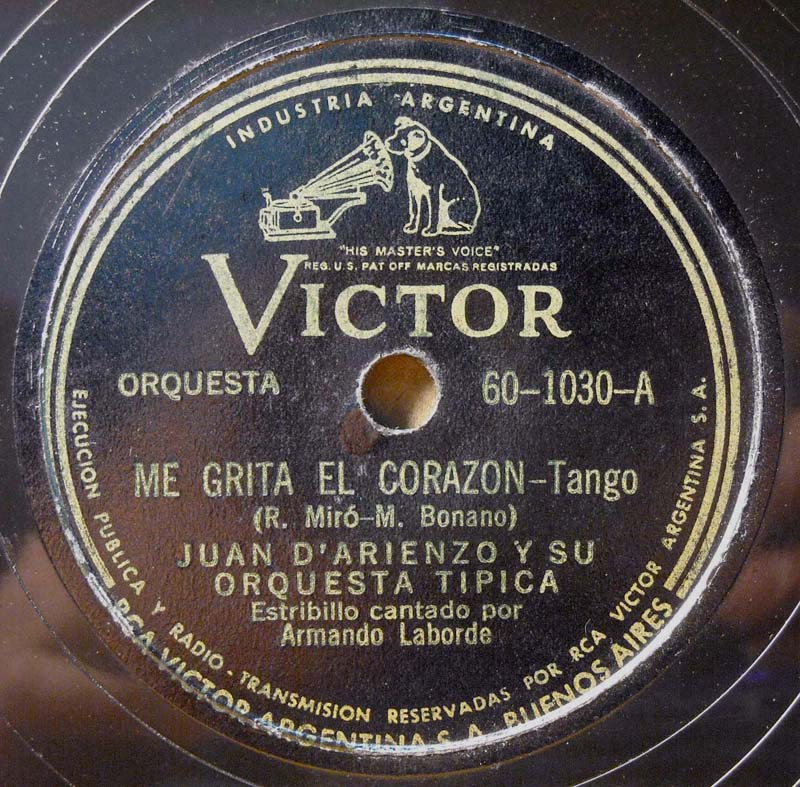 INDUSTRIA ARGENTINA
"HIS MASTER'S VOICE"
REG. U.S. PAT OFF MARCAS REGISTRADAS
VICTOR
ORQUESTA
60-1030-A
ME GRITA EL CORAZON-Tango
(R. Miró-M. Bonano)
JUAN D'ARIENZO Y SU
ORQUESTA TIPICA
Estribillo cantado por
Armando Laborde
EJECUCION PUBLICA Y RADIO-TRANSMISION RESERVADAS POR RCA VICTOR ARGENTINA S. A.
RCA VICTOR ARGENTINA S. A. BUENOS AIRES